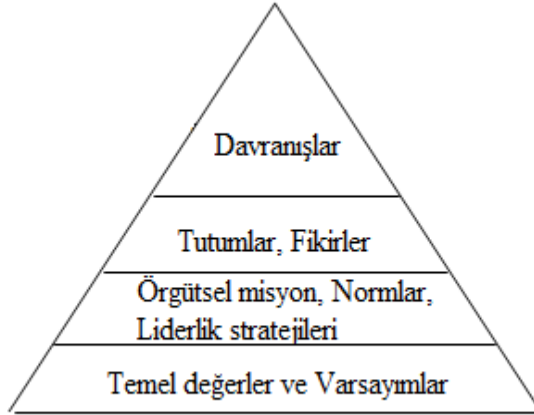 Davranışlar
Tutumlar, Fikirler
Örgütsel misyon, Normlar,
Liderlik stratejileri
Temel değerler ve Varsayımlar